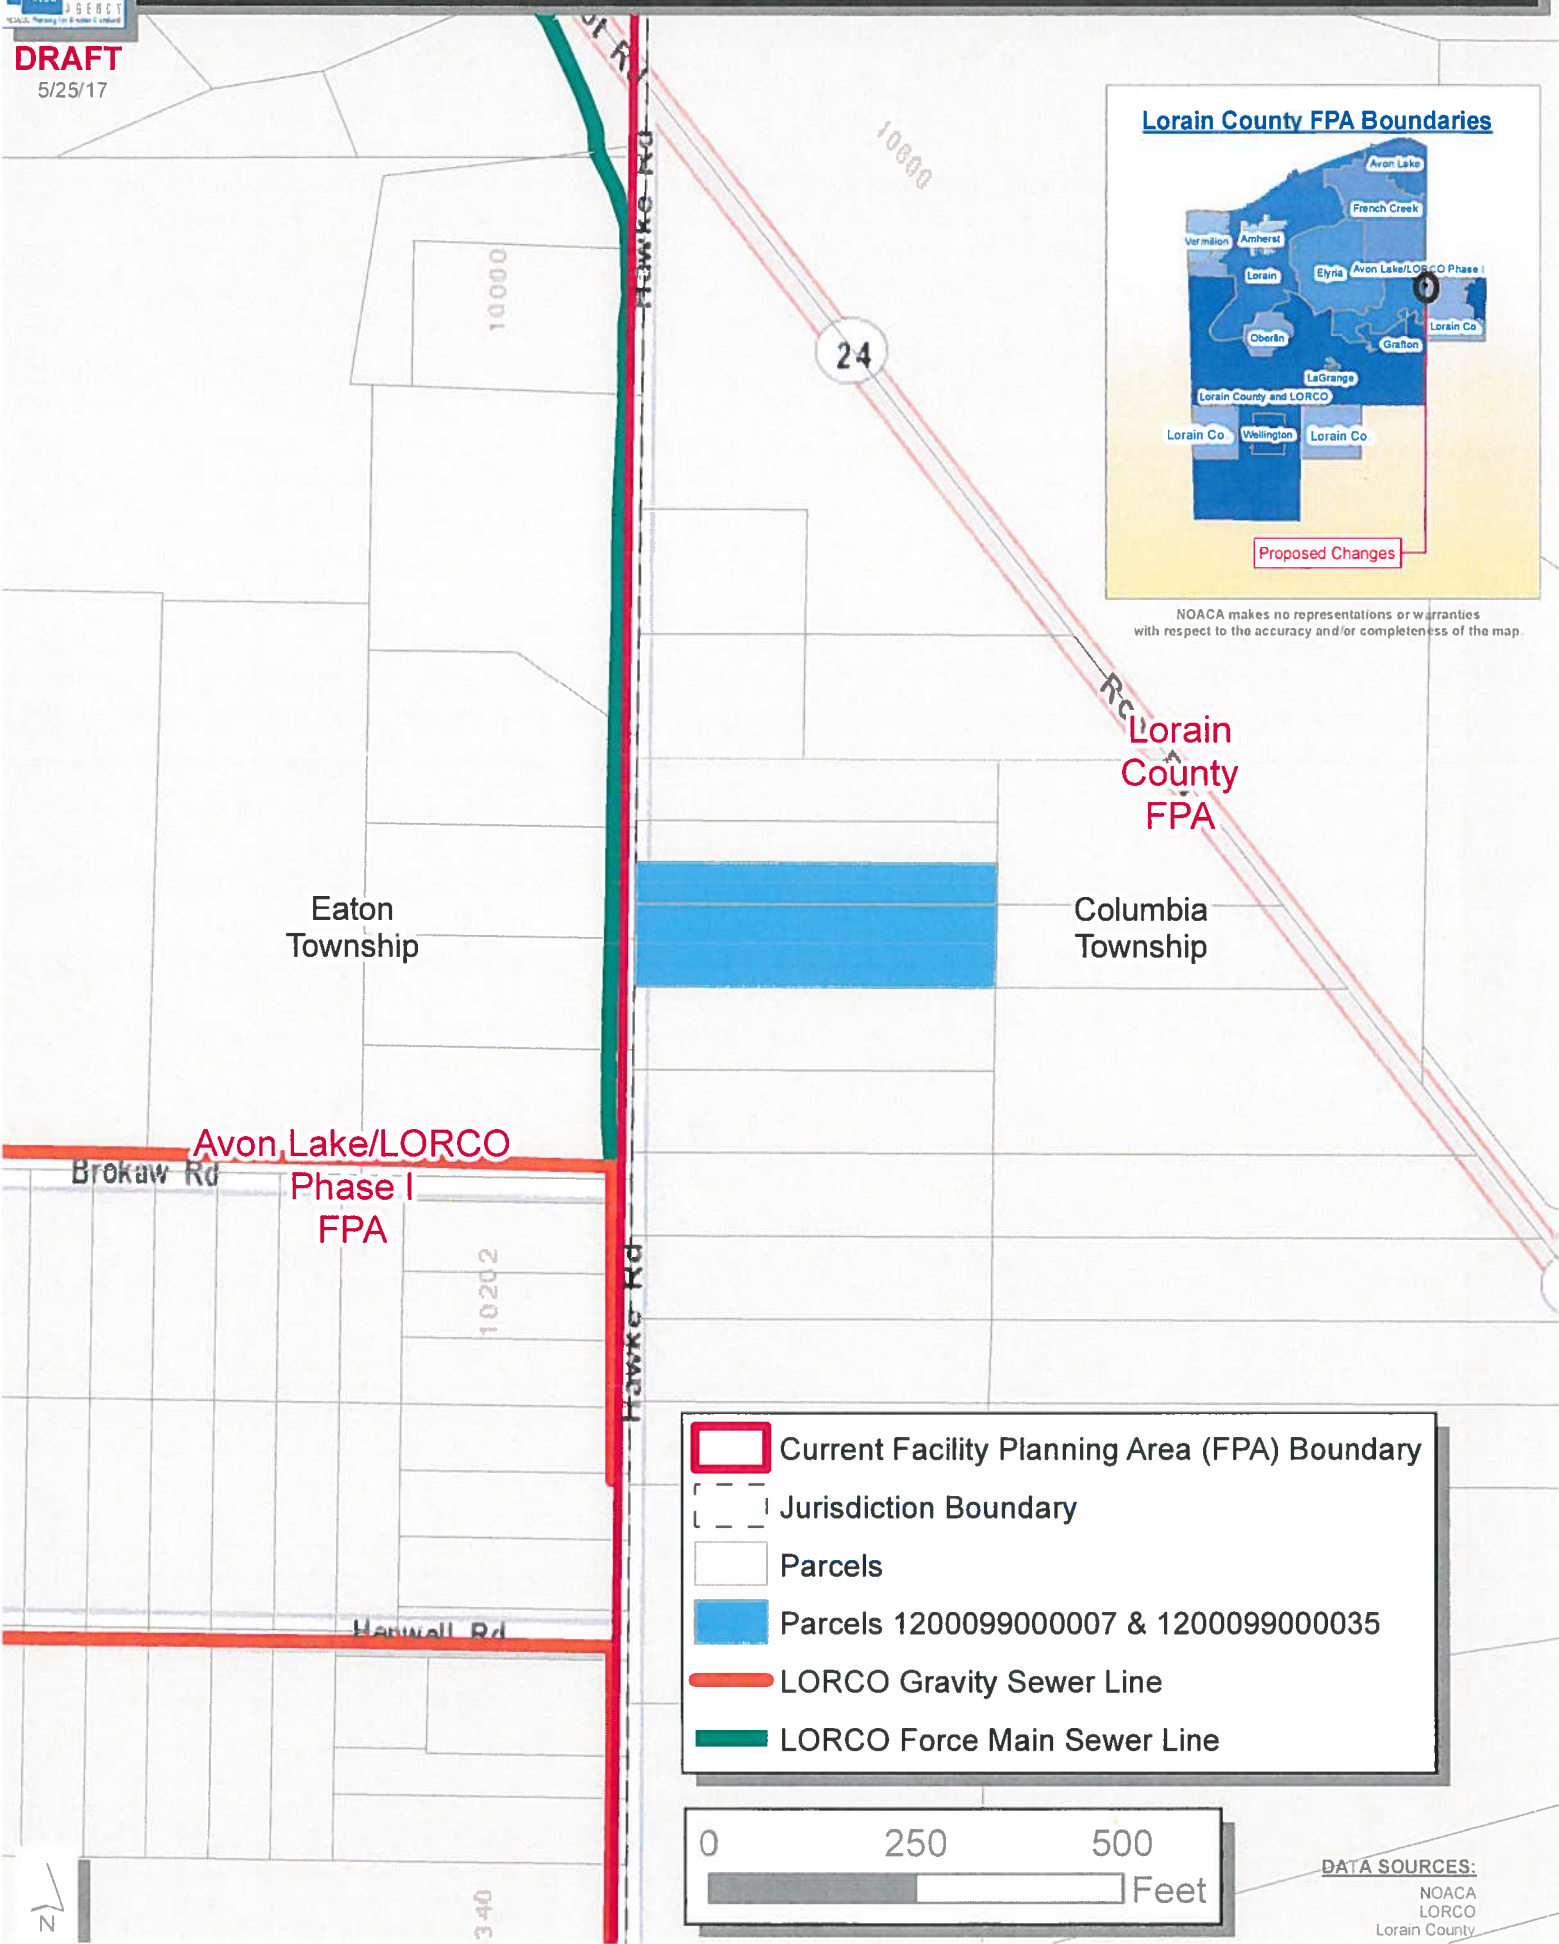 AGENCY
DRAFT
5/25/17
Hawke Rd
10000
10800
24
Lorain County FPA Boundaries
Avon Lake
French Creek
Vermilion
Amherst
Lorain
Elyria
Avon Lake/LORCO Phase I
Oberlin
Grafton
Lorain Co
LaGrange
Lorain County and LORCO
Lorain Co.
Wellington
Lorain Co
Proposed Changes
NOACA makes no representations or warranties
with respect to the accuracy and/or completeness of the map.
Lorain
County
FPA
Eaton
Township
Columbia
Township
Avon Lake/LORCO
Phase I
FPA
Brokaw Rd
10202
Hawke Rd
Hanwall Rd
340
Current Facility Planning Area (FPA) Boundary
Jurisdiction Boundary
Parcels
Parcels 1200099000007 & 1200099000035
LORCO Gravity Sewer Line
LORCO Force Main Sewer Line
0 250 500
Feet
N
DATA SOURCES:
NOACA
LORCO
Lorain County